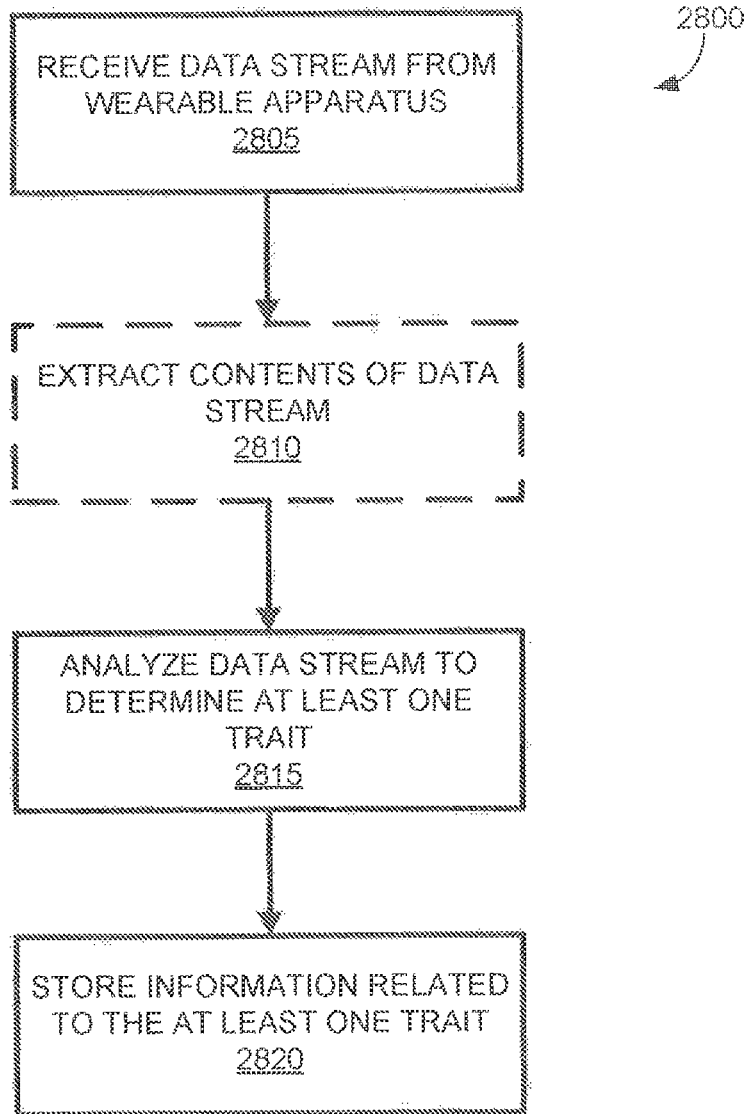 2800
RECEIVE DATA STREAM FROM
WEARABLE APPARATUS
2805
EXTRACT CONTENTS OF DATA
STREAM
2810
ANALYZE DATA STREAM TO
DETERMINE AT LEAST ONE
TRAIT
2815
STORE INFORMATION RELATED
TO THE AT LEAST ONE TRAIT
2820